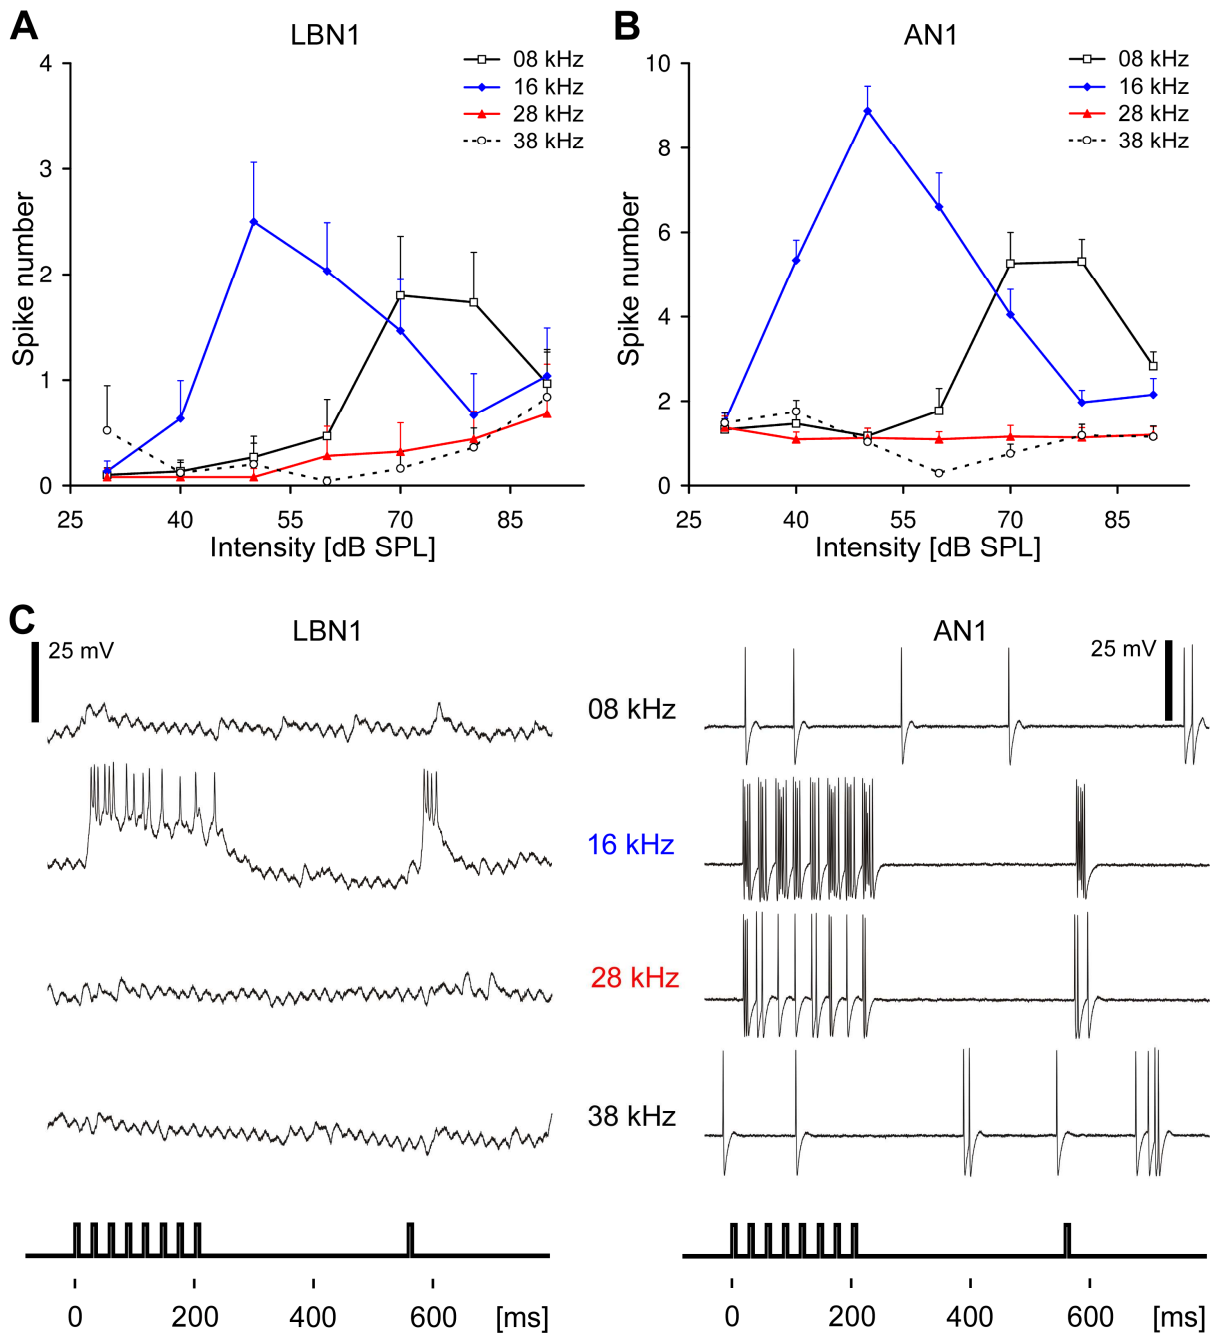 A
LBN1
08 kHz
16 kHz
28 kHz
38 kHz
4
3
2
1
0
Spike number
25 40 55 70 85
Intensity [dB SPL]
B
AN1
08 kHz
16 kHz
28 kHz
38 kHz
10
8
6
4
2
0
Spike number
25 40 55 70 85
Intensity [dB SPL]
C
LBN1
AN1
25 mV
25 mV
08 kHz
16 kHz
28 kHz
38 kHz
0 200 400 600 [ms]
0 200 400 600 [ms]